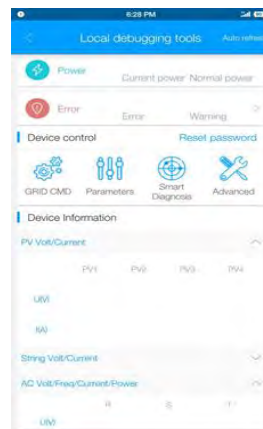 6:28 PM
Local debugging tools Auto refresh
Power
Current power Normal power
Error
Error Warning
Device control Reset password
GRID CMD Parameters Smart Diagnosis Advanced
Device Information
PV Volt/Current
PV1 PV2 PV3 PV4
U(V)
I(A)
String Volt/Current
AC Volt/Freq/Current/Power
R S T
U(V)